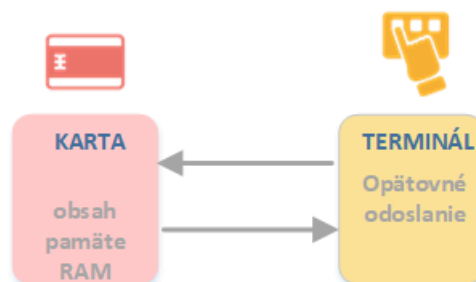 KARTA
obsah
pamäte
RAM
TERMINÁL
Opätovné
odoslanie